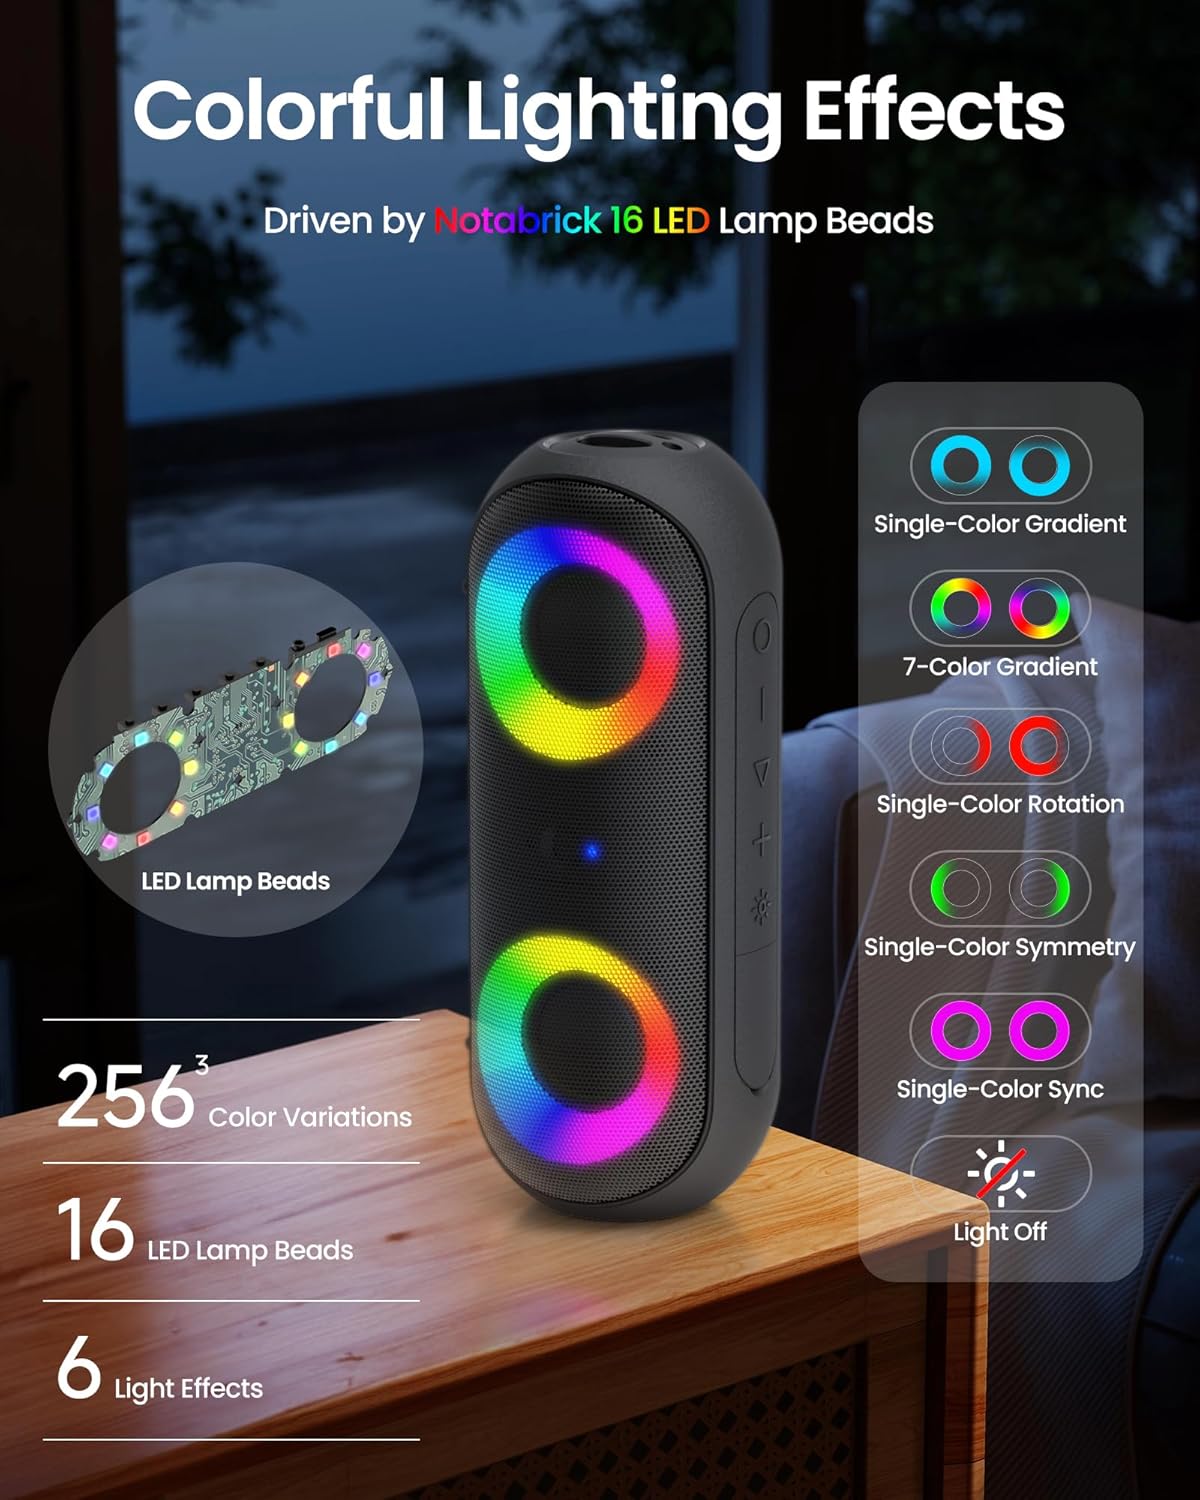 Colorful Lighting Effects
Driven by Notabrick 16 LED Lamp Beads
Single-Color Gradient
7-Color Gradient
Single-Color Rotation
LED Lamp Beads
Single-Color Symmetry
Single-Color Sync
256³ Color Variations
16 LED Lamp Beads
Light Off
6 Light Effects